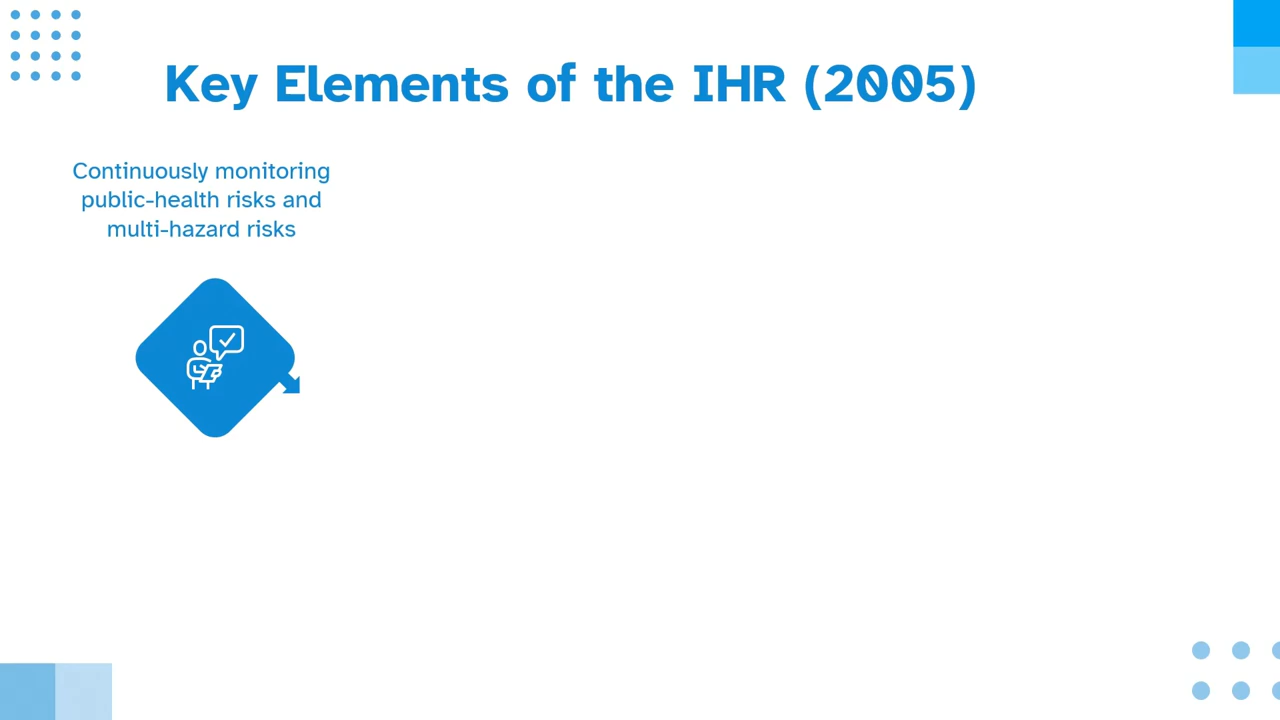 Key Elements of the IHR (2005)
Continuously monitoring
public-health risks and
multi-hazard risks